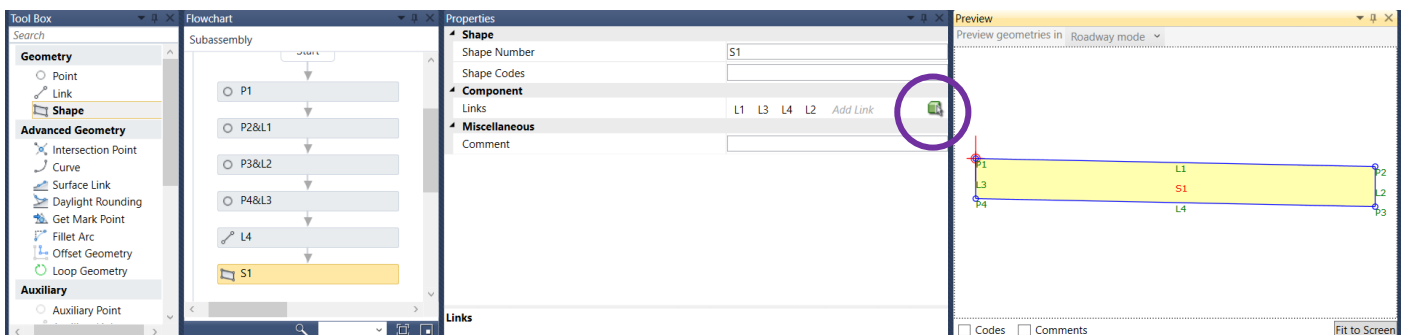 Tool Box
Search
Geometry
Point
Link
Shape
Advanced Geometry
Intersection Point
Curve
Surface Link
Daylight Rounding
Get Mark Point
Fillet Arc
Offset Geometry
Loop Geometry
Auxiliary
Auxiliary Point
Flowchart
Subassembly
Start
P1
P2&L1
P3&L2
P4&L3
L4
S1
Properties
Shape
Shape Number S1
Shape Codes
Component
Links L1 L3 L4 L2 Add Link
Miscellaneous
Comment
Links
Preview
Preview geometries in Roadway mode
P1 L1 P2
L3 S1 L2
P4 L4 P3
Codes Comments Fit to Screen